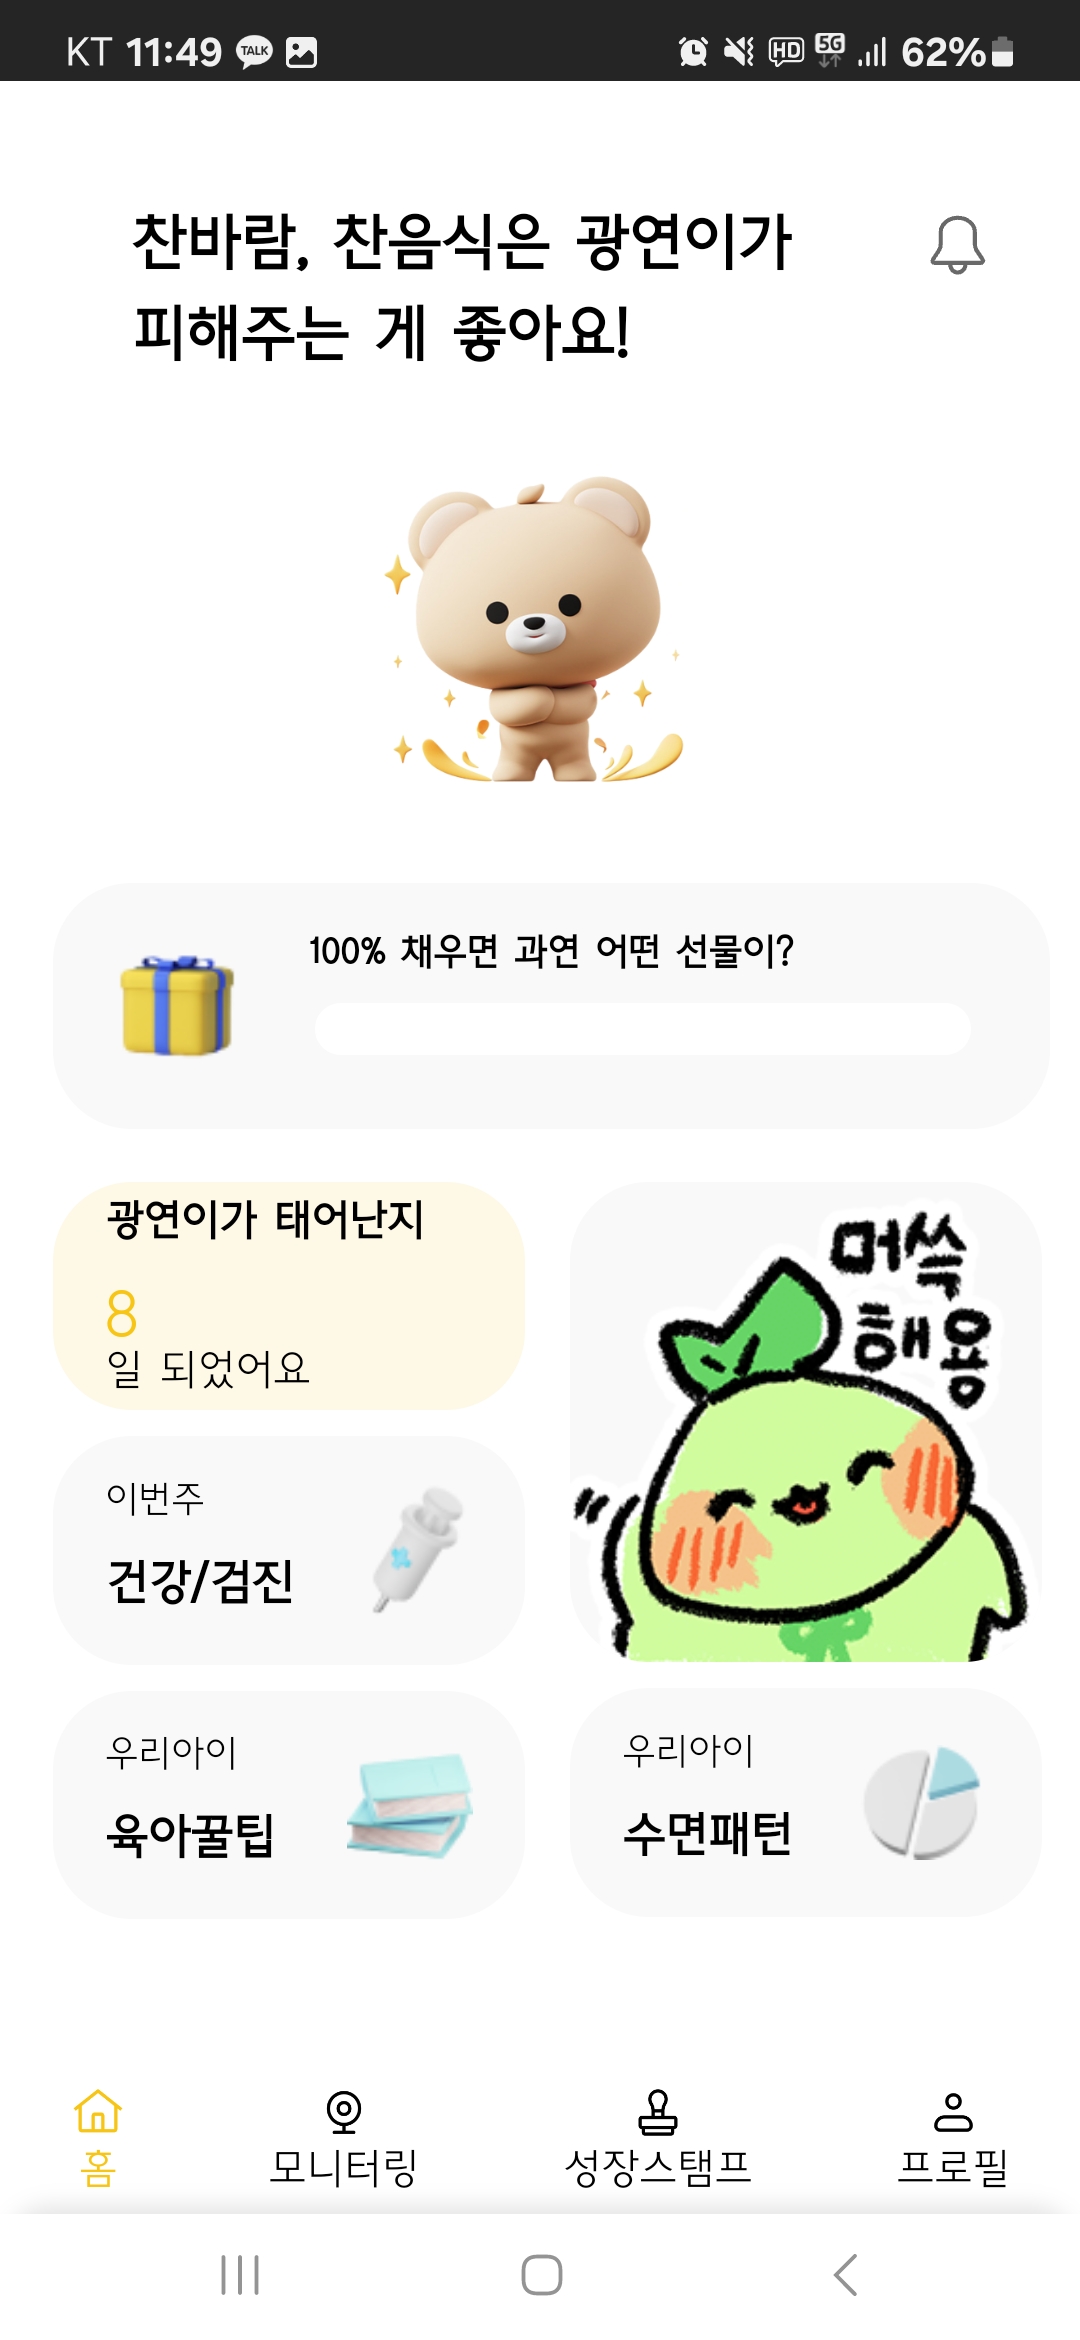 KT 11:49 TALK HD 5G 62%
찬바람, 찬음식은 광연이가
피해주는 게 좋아요!
100% 채우면 과연 어떤 선물이?
광연이가 태어난지
8
일 되었어요
머쓱
해용
이번주
건강/검진
우리아이
육아꿀팁
우리아이
수면패턴
홈 모니터링 성장스탬프 프로필